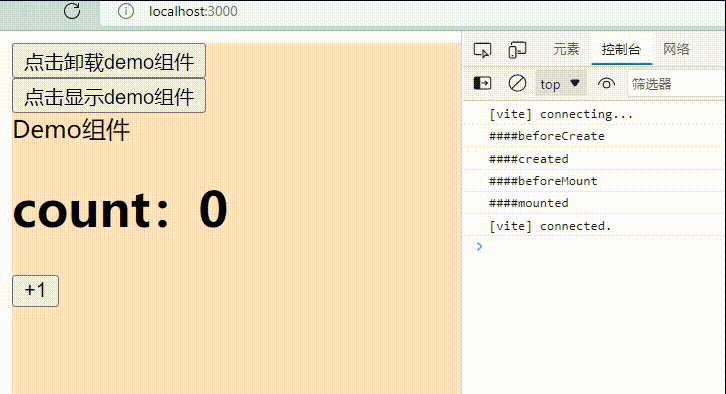 localhost:3000
点击卸载demo组件
点击显示demo组件
Demo组件
count：0
+1
元素 控制台 网络
top 筛选器
[vite] connecting...
####beforeCreate
####created
####beforeMount
####mounted
[vite] connected.